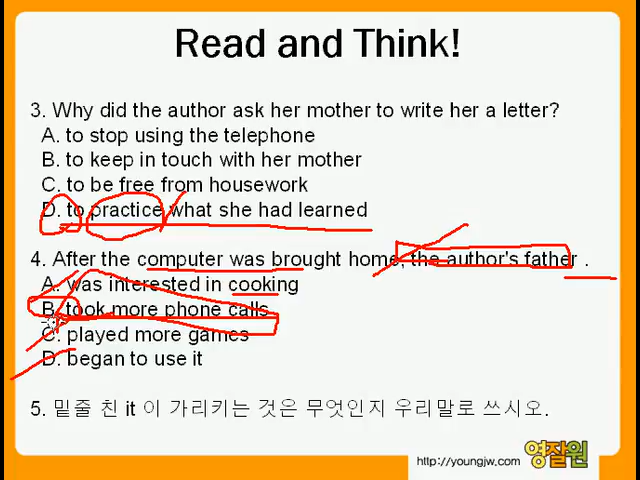 Read and Think!
3. Why did the author ask her mother to write her a letter?
A. to stop using the telephone
B. to keep in touch with her mother
C. to be free from housework
D. to practice what she had learned
4. After the computer was brought home, the author's father .
A. was interested in cooking
B. took more phone calls
C. played more games
D. began to use it
5. 밑줄 친 it 이 가리키는 것은 무엇인지 우리말로 쓰시오.
http://youngjw.com 영잘원